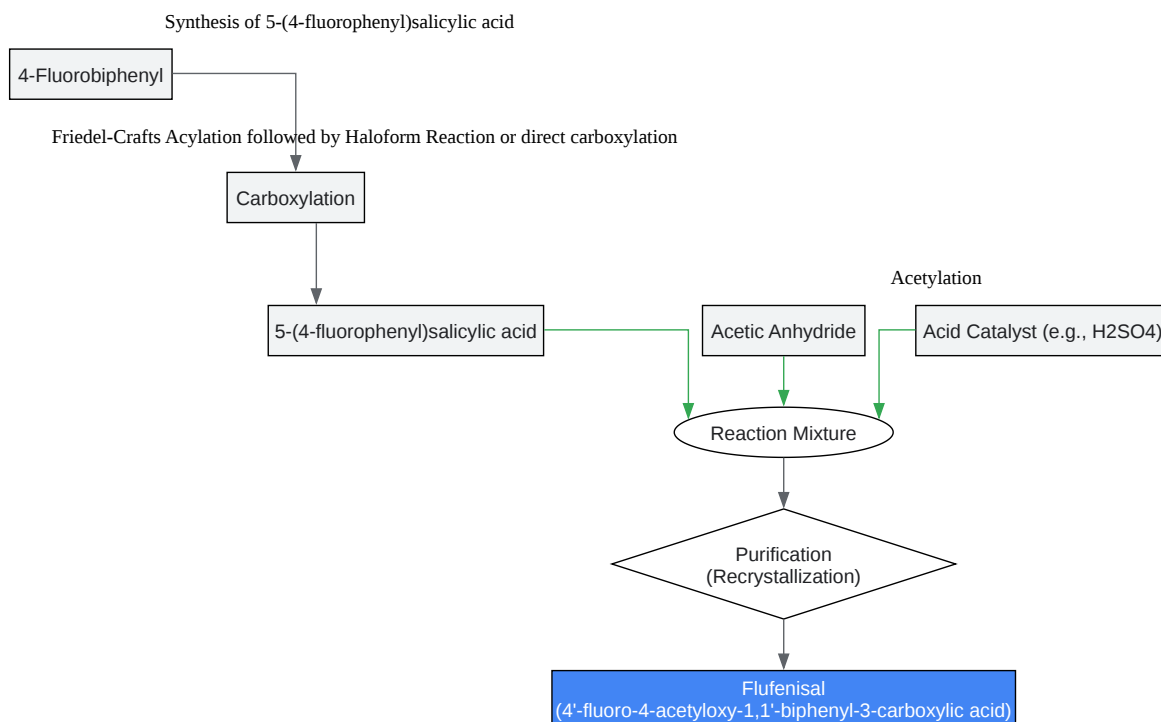 Synthesis of 5-(4-fluorophenyl)salicylic acid
4-Fluorobiphenyl
Friedel-Crafts Acylation followed by Haloform Reaction or direct carboxylation
Carboxylation
Acetylation
5-(4-fluorophenyl)salicylic acid
Acetic Anhydride
Acid Catalyst (e.g., H2SO4)
Reaction Mixture
Purification
(Recrystallization)
Flufenisal
(4'-fluoro-4-acetyloxy-1,1'-biphenyl-3-carboxylic acid)